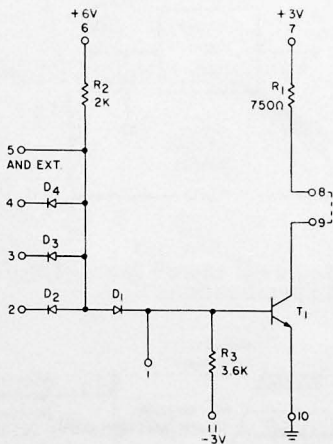 +6V +3V
6 7
R2 R1
2K 750Ω
5
AND EXT.
D4
4 8
9
D3
3
D2 D1
2 T1
R3
1 3.6K
10
11
-3V